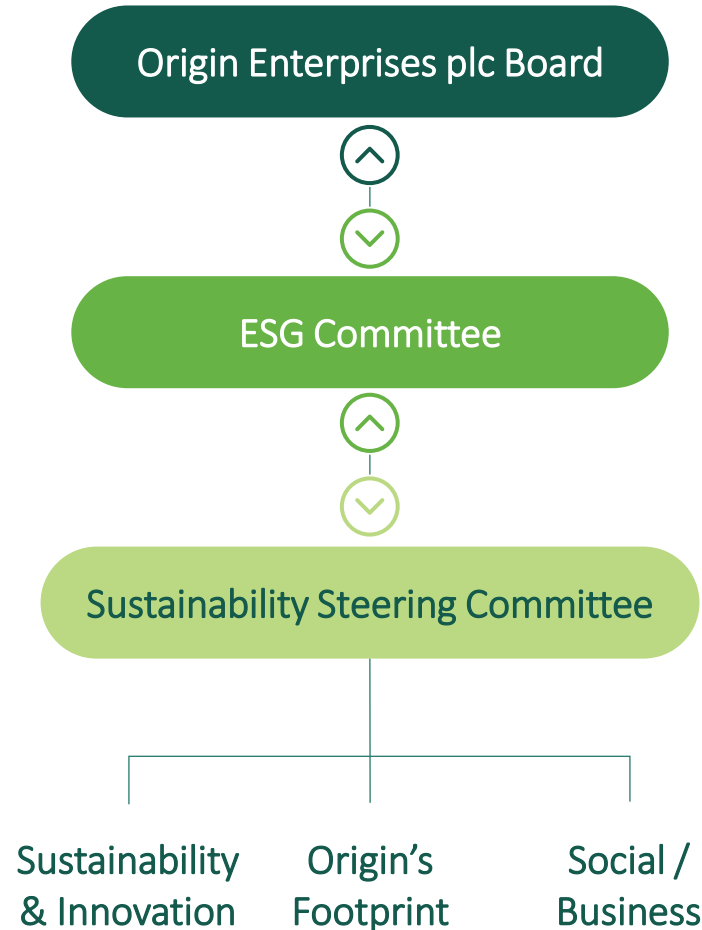 Origin Enterprises plc Board
ESG Committee
Sustainability Steering Committee
Sustainability
& Innovation
Origin’s
Footprint
Social /
Business